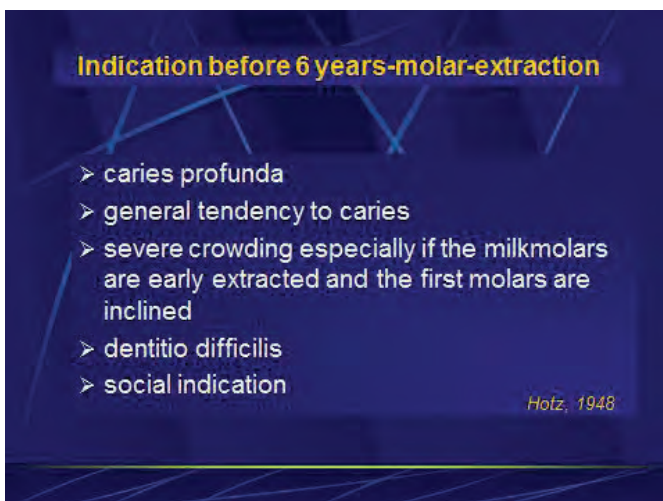 Indication before 6 years-molar-extraction
➢ caries profunda
➢ general tendency to caries
➢ severe crowding especially if the milkmolars
are early extracted and the first molars are
inclined
➢ dentitio difficilis
➢ social indication
Hotz, 1948